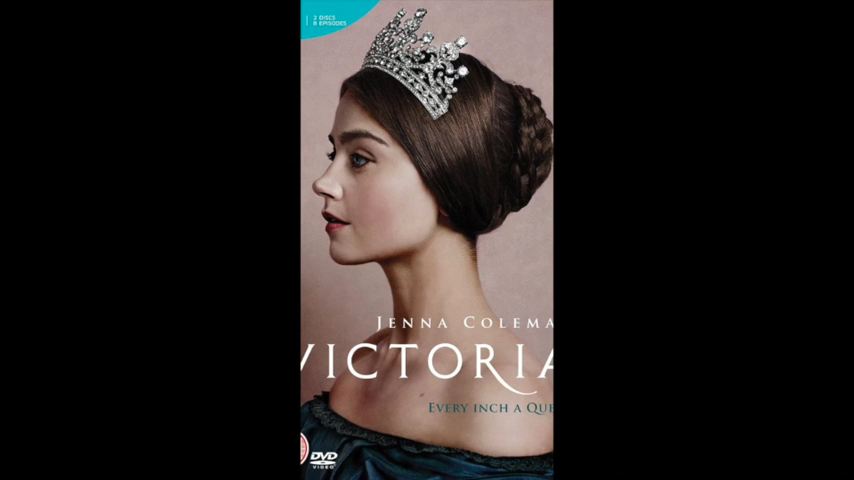 2 DISCS
8 EPISODES
JENNA COLEMA
VICTORIA
EVERY INCH A QUE
DVD
VIDEO